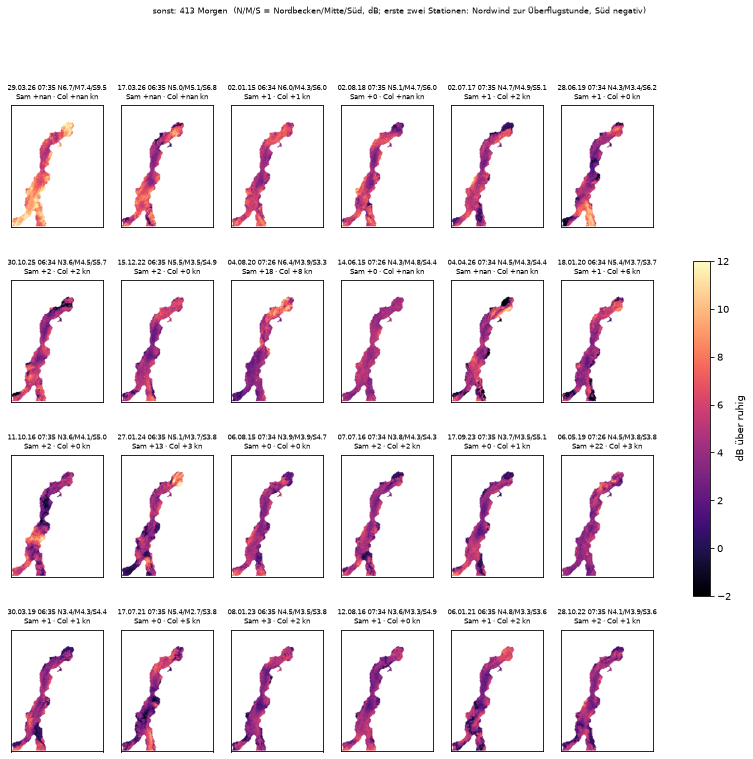 sonst: 413 Morgen (N/M/S = Nordbecken/Mitte/Süd, dB; erste zwei Stationen: Nordwind zur Überflugstunde, Süd negativ)
29.03.26 07:35 N6.7/M7.4/S9.5
Sam +nan · Col +nan kn
17.03.26 06:35 N5.0/M5.1/S6.8
Sam +nan · Col +nan kn
02.01.15 06:34 N6.0/M4.3/S6.0
Sam +1 · Col +1 kn
02.08.18 07:35 N5.1/M4.7/S6.0
Sam +0 · Col +nan kn
02.07.17 07:35 N4.7/M4.9/S5.1
Sam +1 · Col +2 kn
28.06.19 07:34 N4.3/M3.4/S6.2
Sam +1 · Col +0 kn
30.10.25 06:34 N3.6/M4.5/S5.7
Sam +2 · Col +2 kn
15.12.22 06:35 N5.5/M3.5/S4.9
Sam +2 · Col +0 kn
04.08.20 07:26 N6.4/M3.9/S3.3
Sam +18 · Col +8 kn
14.06.15 07:26 N4.3/M4.8/S4.4
Sam +0 · Col +nan kn
04.04.26 07:34 N4.5/M4.3/S4.4
Sam +nan · Col +nan kn
18.01.20 06:34 N5.4/M3.7/S3.7
Sam +1 · Col +6 kn
11.10.16 07:35 N3.6/M4.1/S5.0
Sam +2 · Col +0 kn
27.01.24 06:35 N5.1/M3.7/S3.8
Sam +13 · Col +3 kn
06.08.15 07:34 N3.9/M3.9/S4.7
Sam +0 · Col +0 kn
07.07.16 07:34 N3.8/M4.3/S4.3
Sam +2 · Col +2 kn
17.09.23 07:35 N3.7/M3.5/S5.1
Sam +0 · Col +1 kn
06.05.19 07:26 N4.5/M3.8/S3.8
Sam +22 · Col +3 kn
30.03.19 06:35 N3.4/M4.3/S4.4
Sam +1 · Col +1 kn
17.07.21 07:35 N5.4/M2.7/S3.8
Sam +0 · Col +5 kn
08.01.23 06:35 N4.5/M3.5/S3.8
Sam +3 · Col +2 kn
12.08.16 07:34 N3.6/M3.3/S4.9
Sam +1 · Col +0 kn
06.01.21 06:35 N4.8/M3.3/S3.6
Sam +1 · Col +2 kn
28.10.22 07:35 N4.1/M3.9/S3.6
Sam +2 · Col +1 kn
12
10
8
6
4
2
0
−2
dB über ruhig